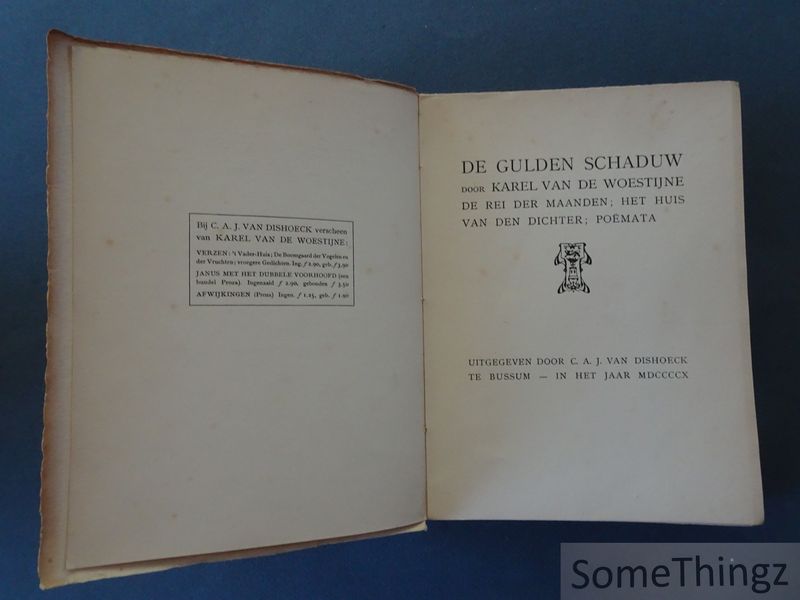 Bij C. A. J. VAN DISHOECK verscheen
van KAREL VAN DE WOESTIJNE:
VERZEN: 't Vader-Huis; De Boomgaard der Vogelen en
der Vruchten; vroegere Gedichten. Ing. f 2.90, geb. f 3.90
JANUS MET HET DUBBELE VOORHOOFD (een
bundel Proza). Ingenaaid f 2.90, gebonden f 3.50
AFWIJKINGEN (Proza) Ingen. f 1.25, geb. f 1.90
DE GULDEN SCHADUW
DOOR KAREL VAN DE WOESTIJNE
DE REI DER MAANDEN; HET HUIS
VAN DEN DICHTER; POËMATA
UITGEGEVEN DOOR C. A. J. VAN DISHOECK
TE BUSSUM — IN HET JAAR MDCCCCX
SomeThingz